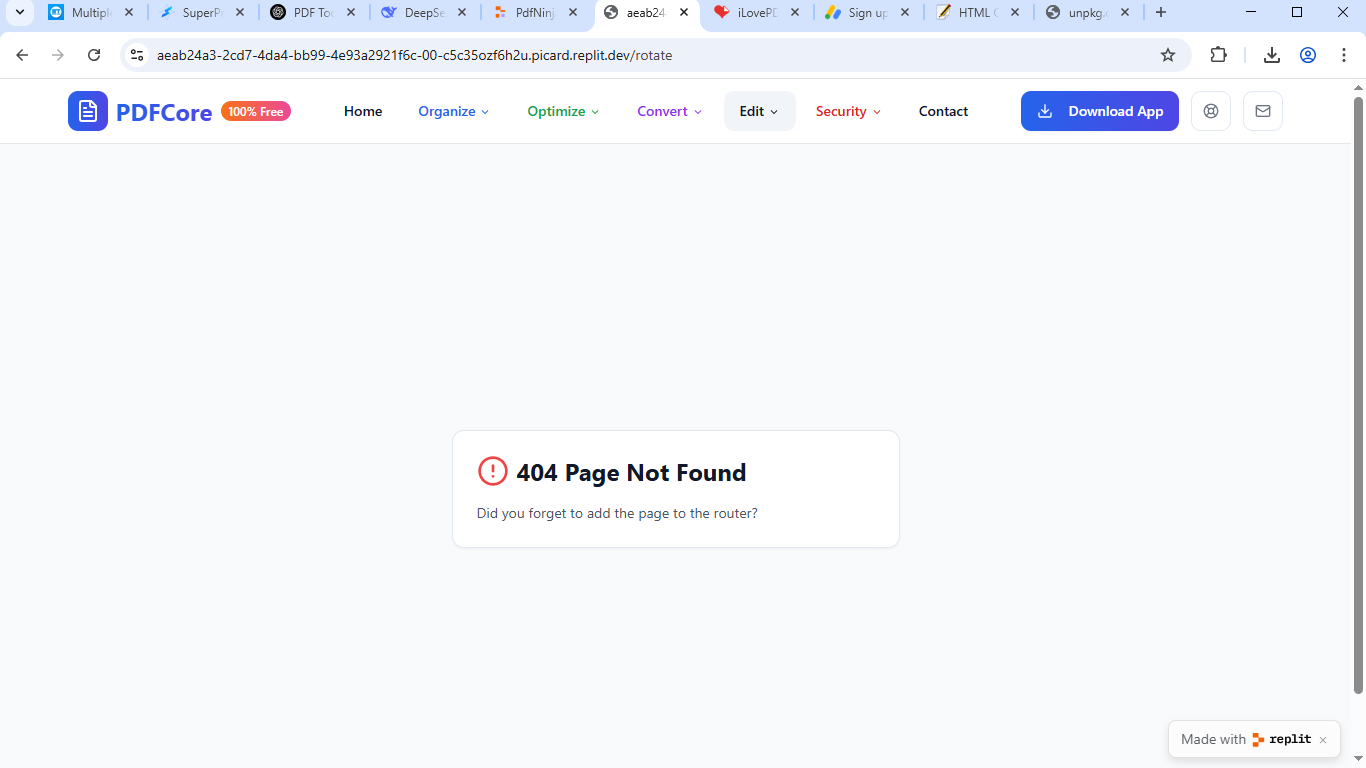 Multipl
SuperP
PDF Too
DeepSe
PdfNinj
aeab24
iLovePD
Sign up
HTML C
unpkg.c
aeab24a3-2cd7-4da4-bb99-4e93a2921f6c-00-c5c35ozf6h2u.picard.replit.dev/rotate
PDFCore 100% Free Home Organize Optimize Convert Edit Security Contact Download App
404 Page Not Found
Did you forget to add the page to the router?
Made with replit ×